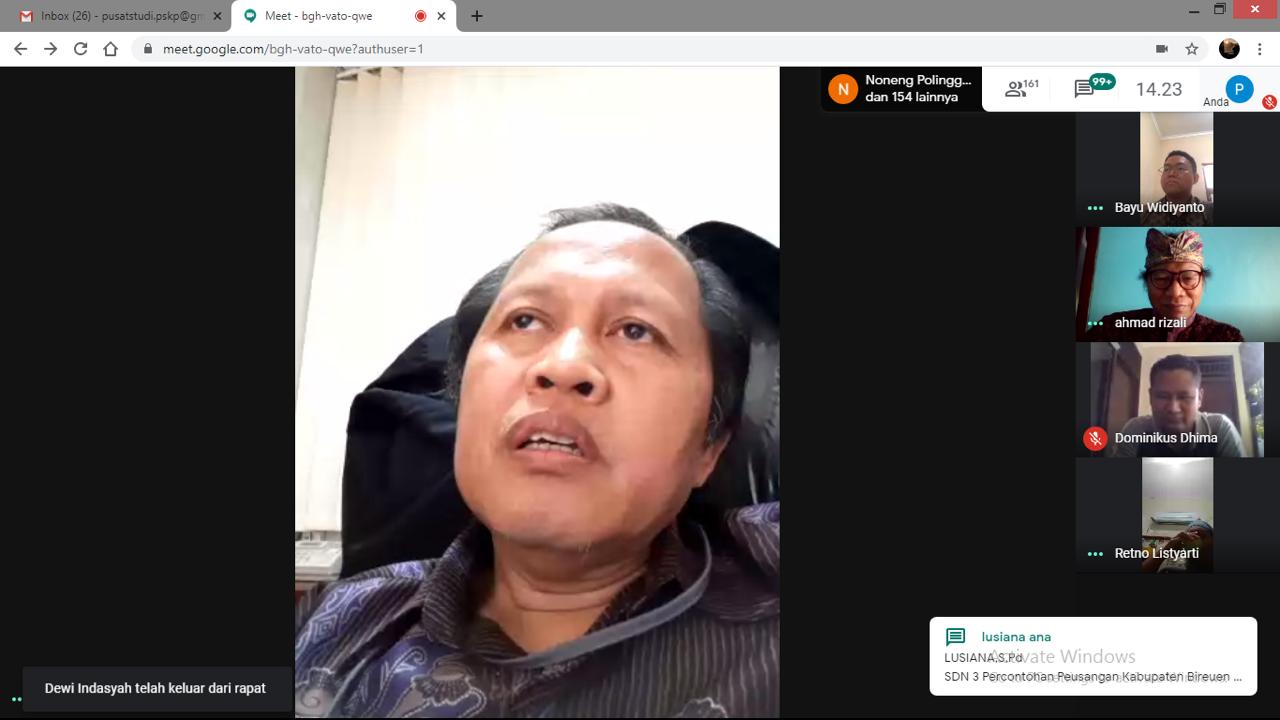 Inbox (26) - pusatstudi.pskp@gm
Meet - bgh-vato-qwe
meet.google.com/bgh-vato-qwe?authuser=1
N
Noneng Polingg...
dan 154 lainnya
161
99+
14.23
Anda
P
Bayu Widiyanto
ahmad rizali
Dominikus Dhima
Retno Listyarti
lusiana ana
LUSIANA,S,Pd
Activate Windows
SDN 3 Percontohan Peusangan Kabupaten Bireuen ...
Dewi Indasyah telah keluar dari rapat